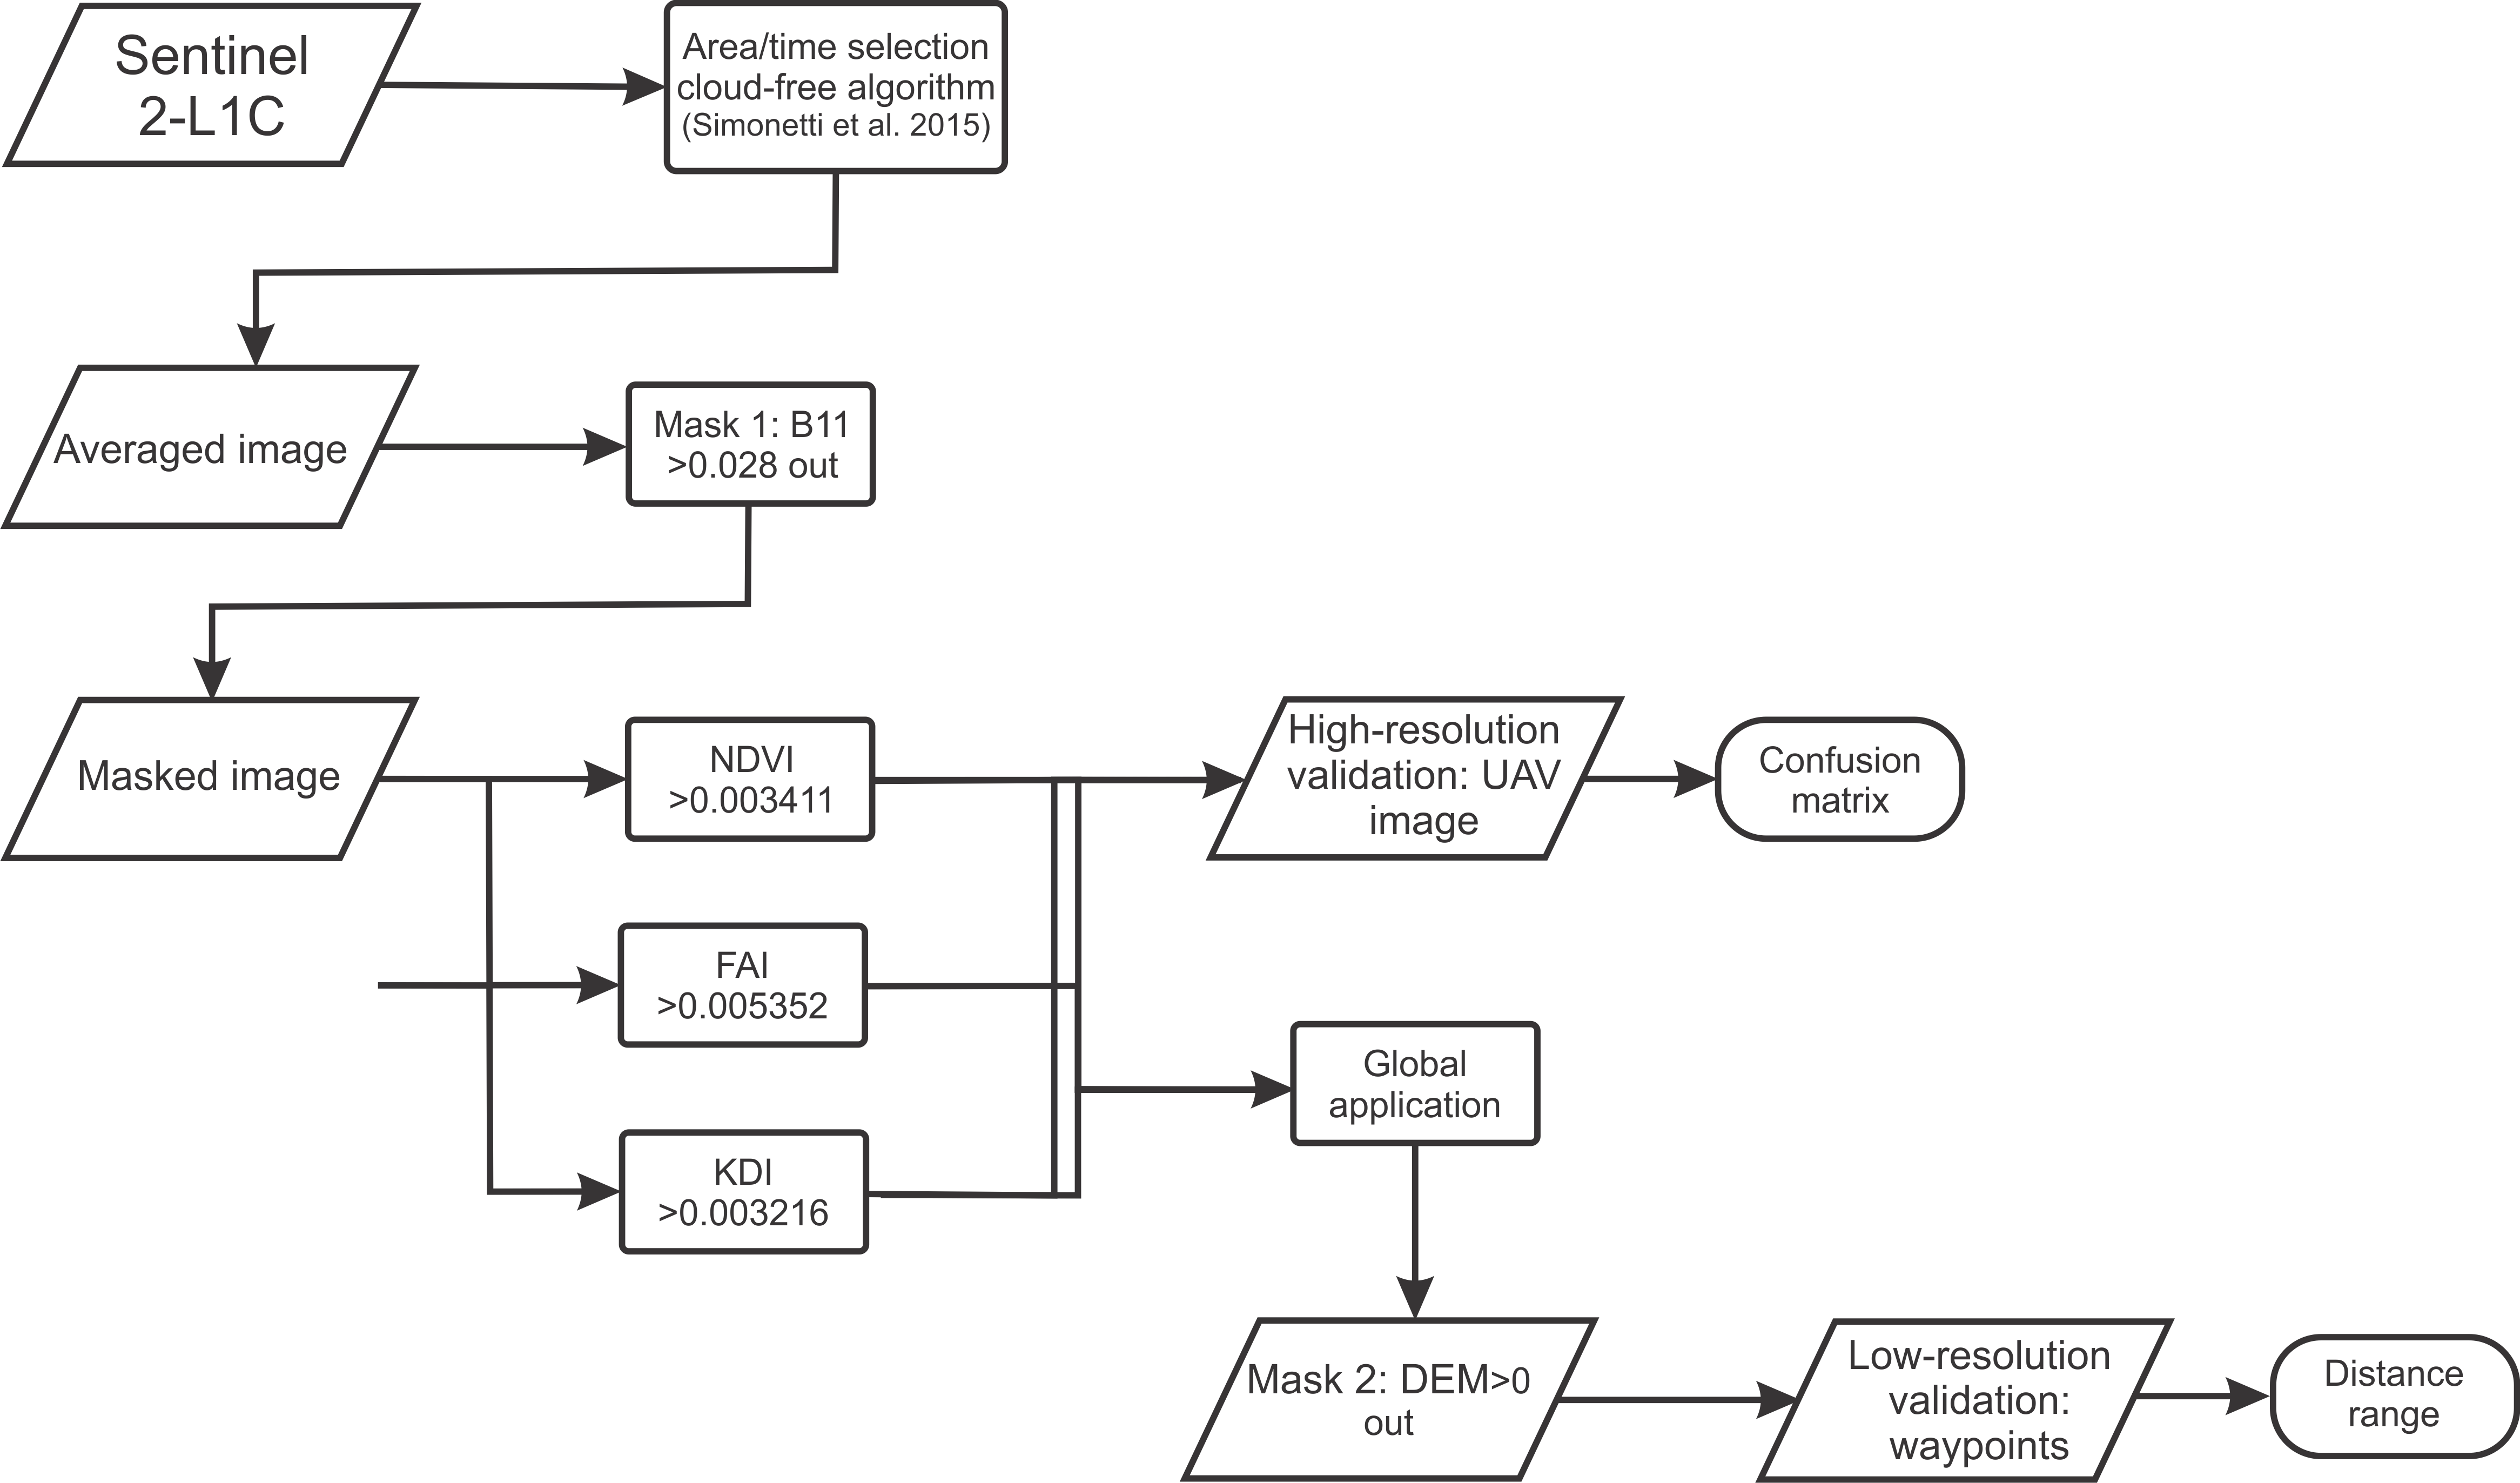 Sentinel
2-L1C
Area/time selection
cloud-free algorithm
(Simonetti et al. 2015)
Averaged image
Mask 1: B11
>0.028 out
Masked image
NDVI
>0.003411
High-resolution
validation: UAV
image
Confusion
matrix
FAI
>0.005352
Global
application
KDI
>0.003216
Mask 2: DEM>0
out
Low-resolution
validation:
waypoints
Distance
range